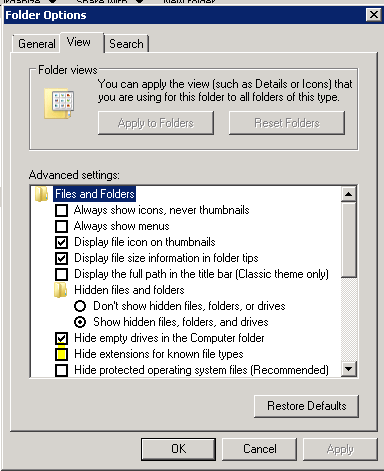 Organize Share with New folder
Folder Options
General View Search
Folder views
You can apply the view (such as Details or Icons) that
you are using for this folder to all folders of this type.
Apply to Folders Reset Folders
Advanced settings:
Files and Folders
Always show icons, never thumbnails
Always show menus
Display file icon on thumbnails
Display file size information in folder tips
Display the full path in the title bar (Classic theme only)
Hidden files and folders
Don't show hidden files, folders, or drives
Show hidden files, folders, and drives
Hide empty drives in the Computer folder
Hide extensions for known file types
Hide protected operating system files (Recommended)
Restore Defaults
OK Cancel Apply